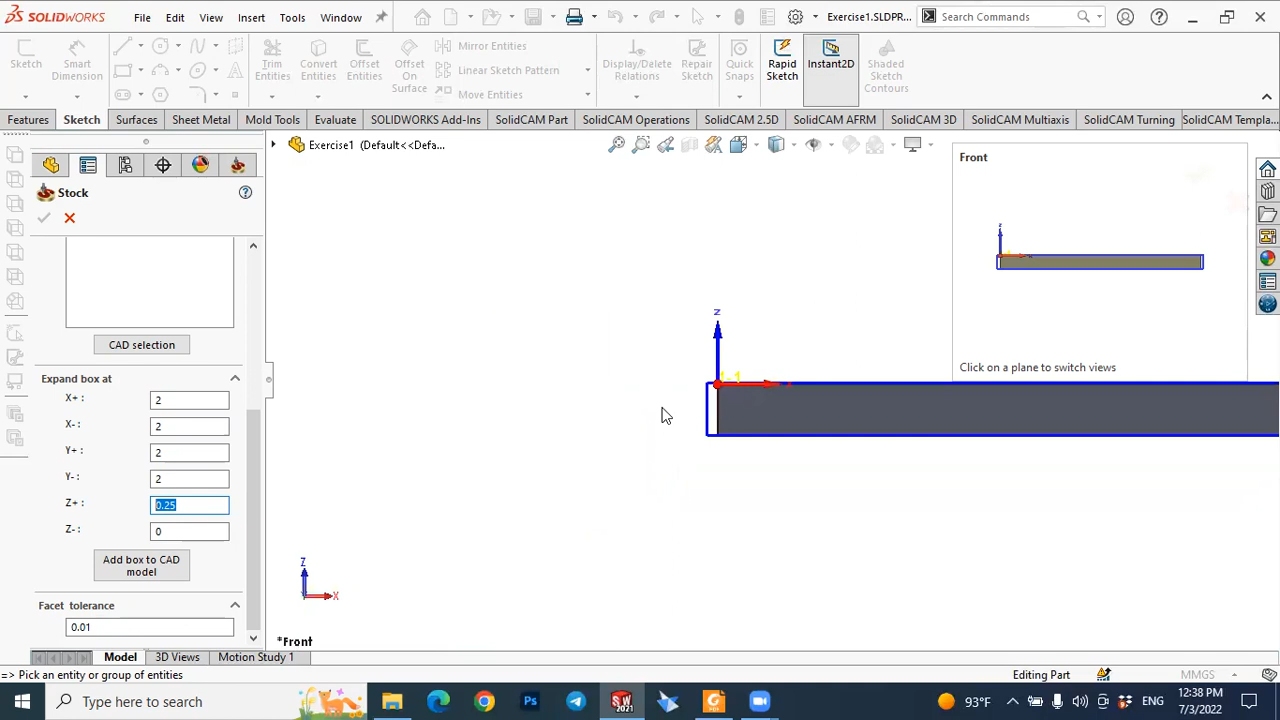 SOLIDWORKS
File
Edit
View
Insert
Tools
Window
Exercise1.SLDPR...
Search Commands
Sketch
Smart
Dimension
Trim
Entities
Convert
Entities
Offset
Entities
Offset
On
Surface
Mirror Entities
Linear Sketch Pattern
Move Entities
Display/Delete
Relations
Repair
Sketch
Quick
Snaps
Rapid
Sketch
Instant2D
Shaded
Sketch
Contours
Features
Sketch
Surfaces
Sheet Metal
Mold Tools
Evaluate
SOLIDWORKS Add-Ins
SolidCAM Part
SolidCAM Operations
SolidCAM 2.5D
SolidCAM AFRM
SolidCAM 3D
SolidCAM Multiaxis
SolidCAM Turning
SolidCAM Templa...
Exercise1 (Default<<Defa...
Stock
CAD selection
Expand box at
X+ : 2
X- : 2
Y+ : 2
Y- : 2
Z+ : 0.25
Z- : 0
Add box to CAD
model
Facet tolerance
0.01
Front
z
Click on a plane to switch views
z
1-1
x
Z
X
*Front
Model
3D Views
Motion Study 1
=> Pick an entity or group of entities
Editing Part
MMGS
Type here to search
Ps
SW
2021
93°F
ENG
12:38 PM
7/3/2022